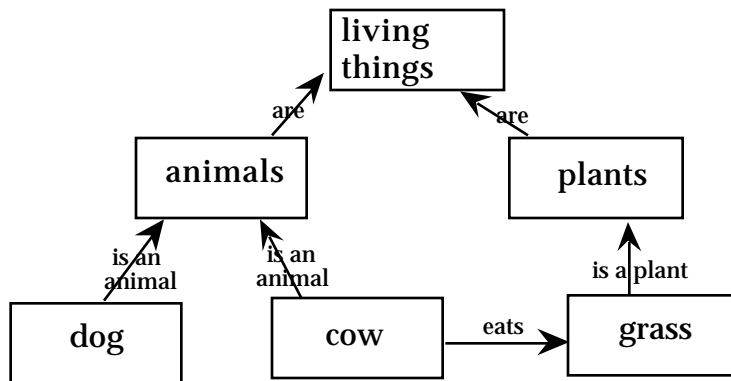 living
things
are
are
animals
plants
is an
animal
is an
animal
is a plant
dog
cow
eats
grass